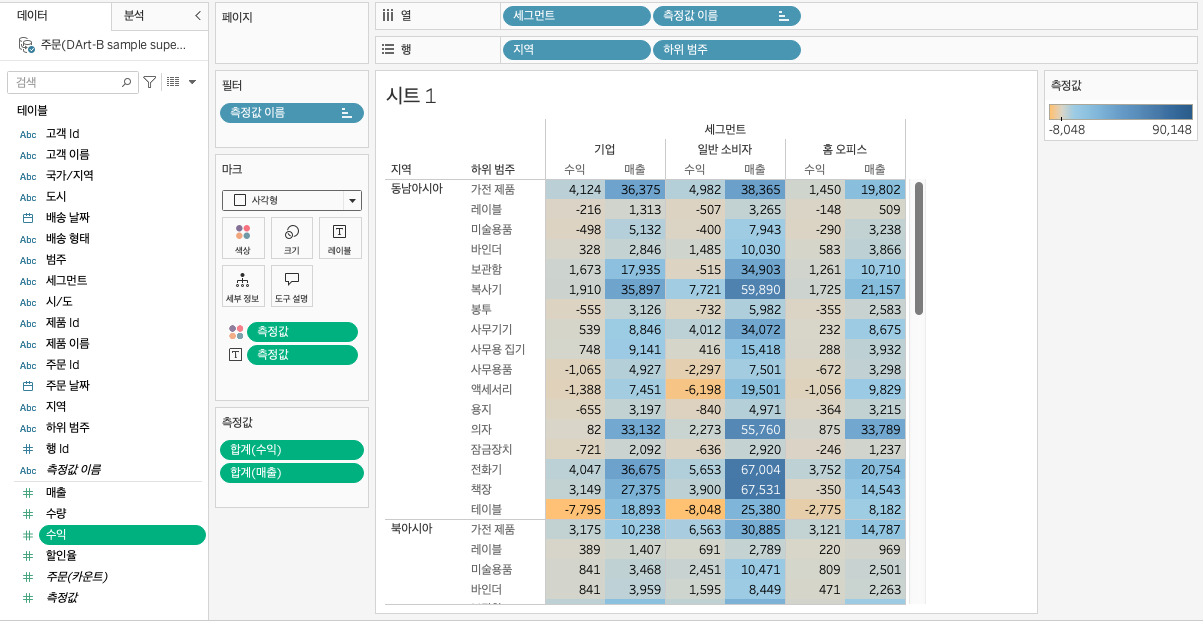 데이터
분석
주문(DArt-B sample supe...
검색
테이블
Abc 고객 Id
Abc 고객 이름
Abc 국가/지역
Abc 도시
배송 날짜
Abc 배송 형태
Abc 범주
Abc 세그먼트
Abc 시/도
Abc 제품 Id
Abc 제품 이름
Abc 주문 Id
주문 날짜
Abc 지역
Abc 하위 범주
# 행 Id
Abc 측정값 이름
# 매출
# 수량
# 수익
# 할인율
# 주문(카운트)
# 측정값
페이지
필터
측정값 이름
마크
사각형
색상 크기 레이블
세부 정보 도구 설명
측정값
측정값
측정값
합계(수익)
합계(매출)
열 세그먼트 측정값 이름
행 지역 하위 범주
시트 1
세그먼트
기업 일반 소비자 홈 오피스
지역 하위 범주 수익 매출 수익 매출 수익 매출
동남아시아 가전 제품 4,124 36,375 4,982 38,365 1,450 19,802
레이블 -216 1,313 -507 3,265 -148 509
미술용품 -498 5,132 -400 7,943 -290 3,238
바인더 328 2,846 1,485 10,030 583 3,866
보관함 1,673 17,935 -515 34,903 1,261 10,710
복사기 1,910 35,897 7,721 59,890 1,725 21,157
봉투 -555 3,126 -732 5,982 -355 2,583
사무기기 539 8,846 4,012 34,072 232 8,675
사무용 집기 748 9,141 416 15,418 288 3,932
사무용품 -1,065 4,927 -2,297 7,501 -672 3,298
액세서리 -1,388 7,451 -6,198 19,501 -1,056 9,829
용지 -655 3,197 -840 4,971 -364 3,215
의자 82 33,132 2,273 55,760 875 33,789
잠금장치 -721 2,092 -636 2,920 -246 1,237
전화기 4,047 36,675 5,653 67,004 3,752 20,754
책장 3,149 27,375 3,900 67,531 -350 14,543
테이블 -7,795 18,893 -8,048 25,380 -2,775 8,182
북아시아 가전 제품 3,175 10,238 6,563 30,885 3,121 14,787
레이블 389 1,407 691 2,789 220 969
미술용품 841 3,468 2,451 10,471 809 2,501
바인더 841 3,959 1,595 8,449 471 2,263
측정값
-8,048 90,148